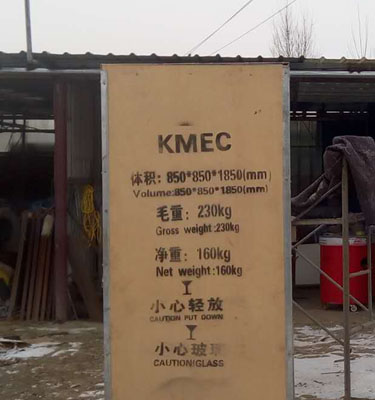 KMEC
体积：850*850*1850(mm)
Volume:850*850*1850(mm)
毛重：230kg
Gross weight:230kg
净重：160kg
Net weight:160kg
小心轻放
CAUTION PUT DOWN
小心玻璃
CAUTION!GLASS